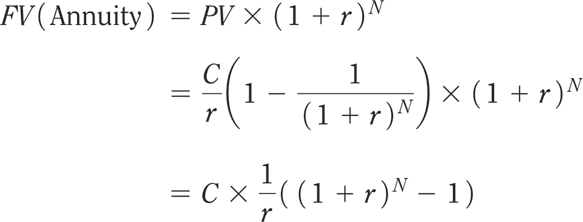 FV(Annuity) = PV × (1 + r)^N
= C/r(1 − 1/(1 + r)^N) × (1 + r)^N
= C × 1/r((1 + r)^N − 1)